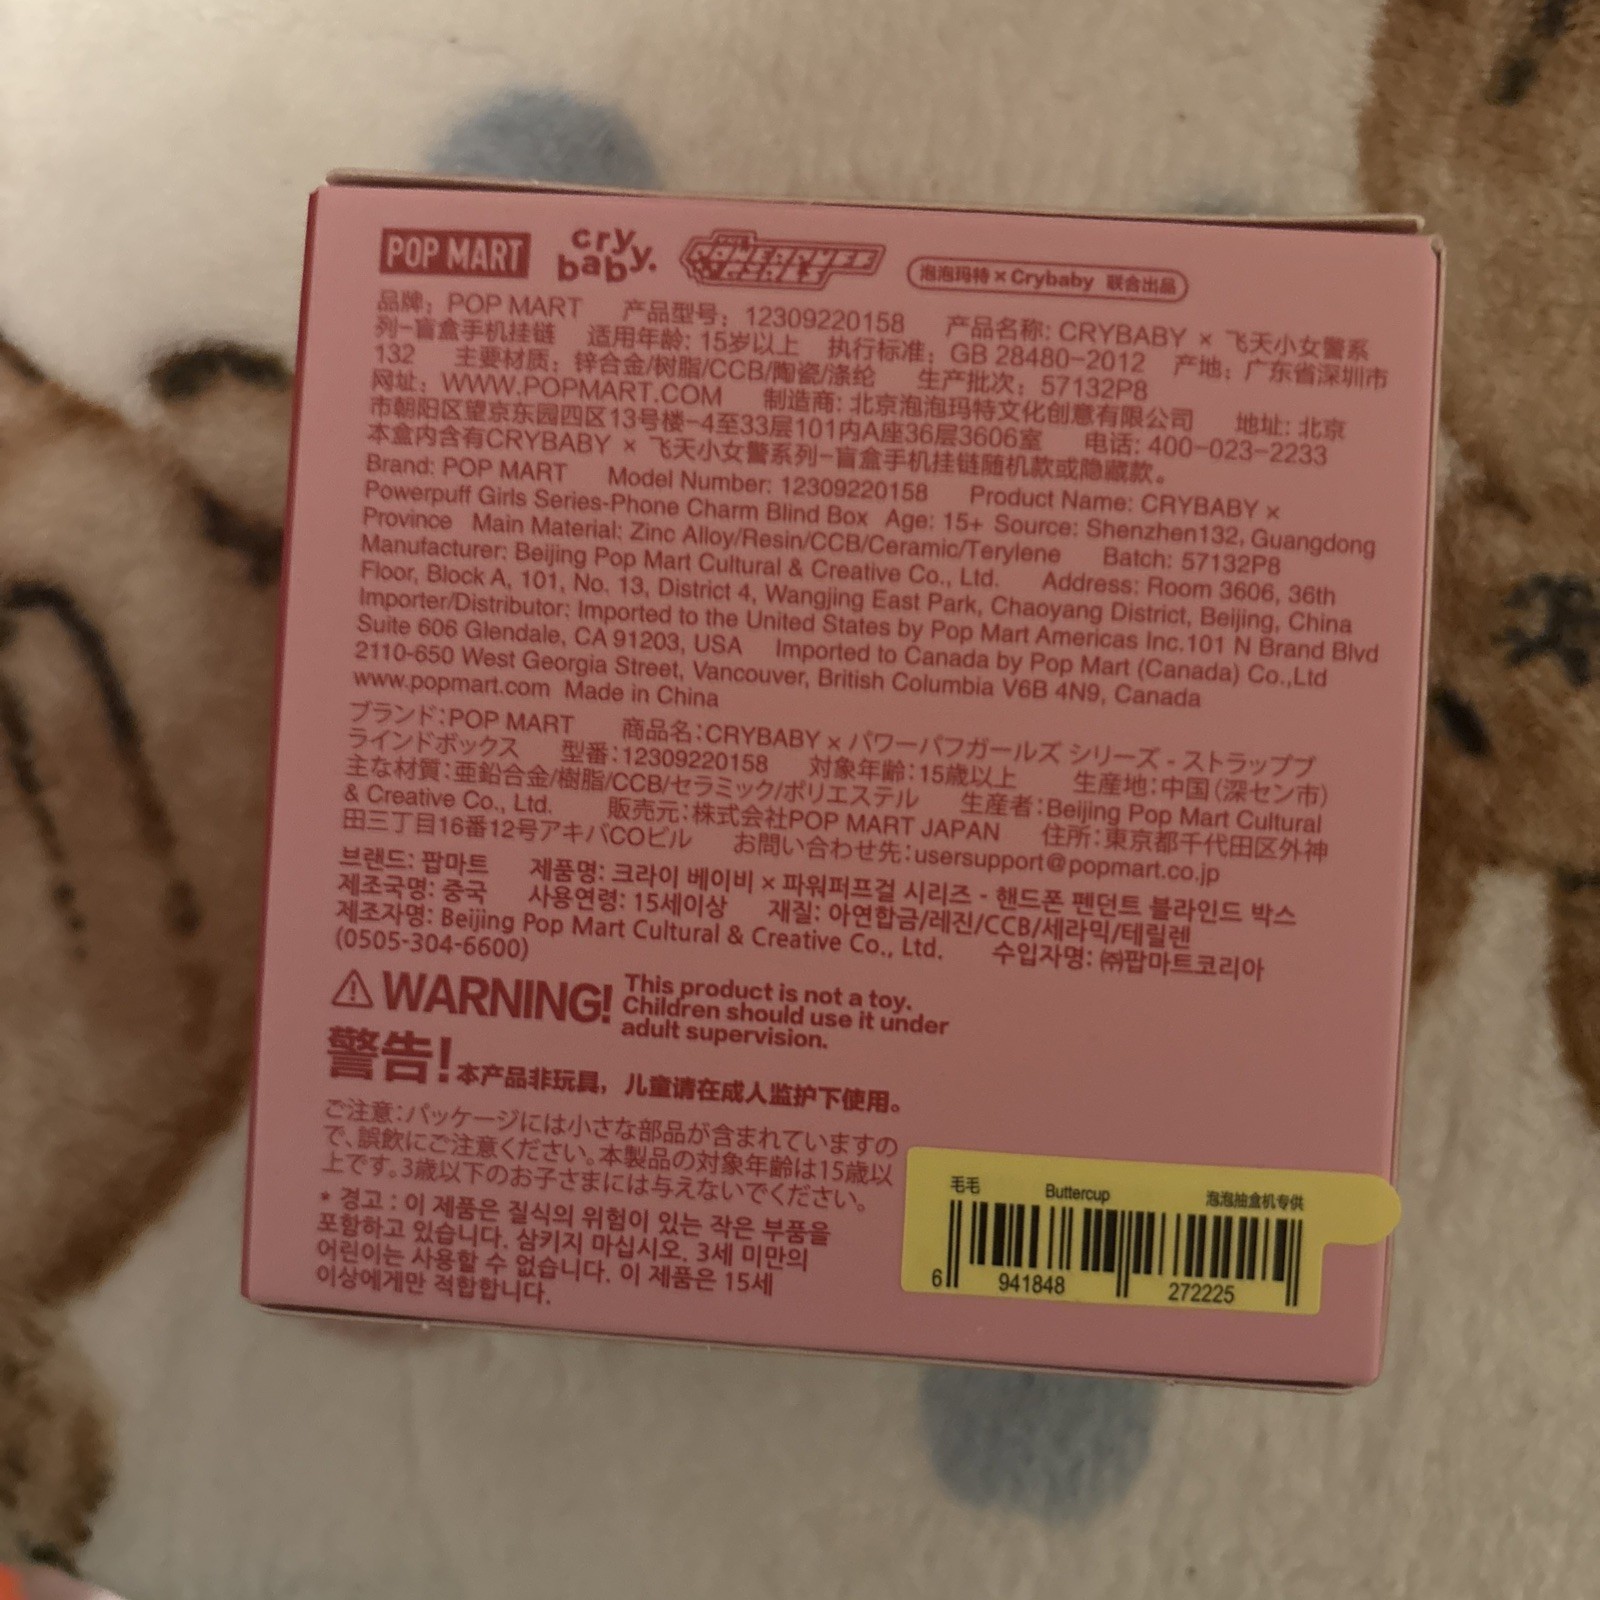 POP MART cry baby. THE POWERPUFF GIRLS 泡泡玛特×Crybaby 联合出品
品牌：POP MART 产品型号：12309220158 产品名称：CRYBABY × 飞天小女警系
列-盲盒手机挂链 适用年龄：15岁以上 执行标准：GB 28480-2012 产地：广东省深圳市
132 主要材质：锌合金/树脂/CCB/陶瓷/涤纶 生产批次：57132P8
网址：WWW.POPMART.COM 制造商：北京泡泡玛特文化创意有限公司 地址：北京
市朝阳区望京东园四区13号楼-4至33层101内A座36层3606室 电话：400-023-2233
本盒内含有CRYBABY × 飞天小女警系列-盲盒手机挂链随机款或隐藏款。
Brand: POP MART Model Number: 12309220158 Product Name: CRYBABY ×
Powerpuff Girls Series-Phone Charm Blind Box Age: 15+ Source: Shenzhen132, Guangdong
Province Main Material: Zinc Alloy/Resin/CCB/Ceramic/Terylene Batch: 57132P8
Manufacturer: Beijing Pop Mart Cultural & Creative Co., Ltd. Address: Room 3606, 36th
Floor, Block A, 101, No. 13, District 4, Wangjing East Park, Chaoyang District, Beijing, China
Importer/Distributor: Imported to the United States by Pop Mart Americas Inc.101 N Brand Blvd
Suite 606 Glendale, CA 91203, USA Imported to Canada by Pop Mart (Canada) Co.,Ltd
2110-650 West Georgia Street, Vancouver, British Columbia V6B 4N9, Canada
www.popmart.com Made in China
ブランド：POP MART 商品名：CRYBABY × パワーパフガールズ シリーズ - ストラップブ
ラインドボックス 型番：12309220158 対象年齢：15歳以上 生産地：中国（深セン市）
主な材質：亜鉛合金/樹脂/CCB/セラミック/ポリエステル 生産者：Beijing Pop Mart Cultural
& Creative Co., Ltd. 販売元：株式会社POP MART JAPAN 住所：東京都千代田区外神
田三丁目16番12号アキバCOビル お問い合わせ先：usersupport@popmart.co.jp
브랜드: 팝마트 제품명: 크라이 베이비 × 파워퍼프걸 시리즈 - 핸드폰 펜던트 블라인드 박스
제조국명: 중국 사용연령: 15세이상 재질: 아연합금/레진/CCB/세라믹/테릴렌
제조자명: Beijing Pop Mart Cultural & Creative Co., Ltd. 수입자명: ㈜팝마트코리아
(0505-304-6600)
⚠ WARNING! This product is not a toy.
Children should use it under
adult supervision.
警告！本产品非玩具，儿童请在成人监护下使用。
ご注意：パッケージには小さな部品が含まれていますの
で、誤飲にご注意ください。本製品の対象年齢は15歳以
上です。3歳以下のお子さまには与えないでください。
* 경고 : 이 제품은 질식의 위험이 있는 작은 부품을
포함하고 있습니다. 삼키지 마십시오. 3세 미만의
어린이는 사용할 수 없습니다. 이 제품은 15세
이상에게만 적합합니다.
毛毛 Buttercup 泡泡抽盒机专供
6 941848 272225